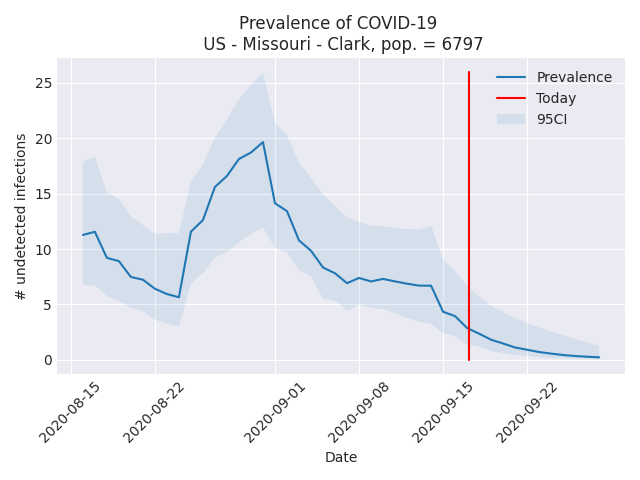 Prevalence of COVID-19
US - Missouri - Clark, pop. = 6797
Prevalence
Today
95CI
# undetected infections
25
20
15
10
5
0
2020-08-15
2020-08-22
2020-09-01
2020-09-08
2020-09-15
2020-09-22
Date